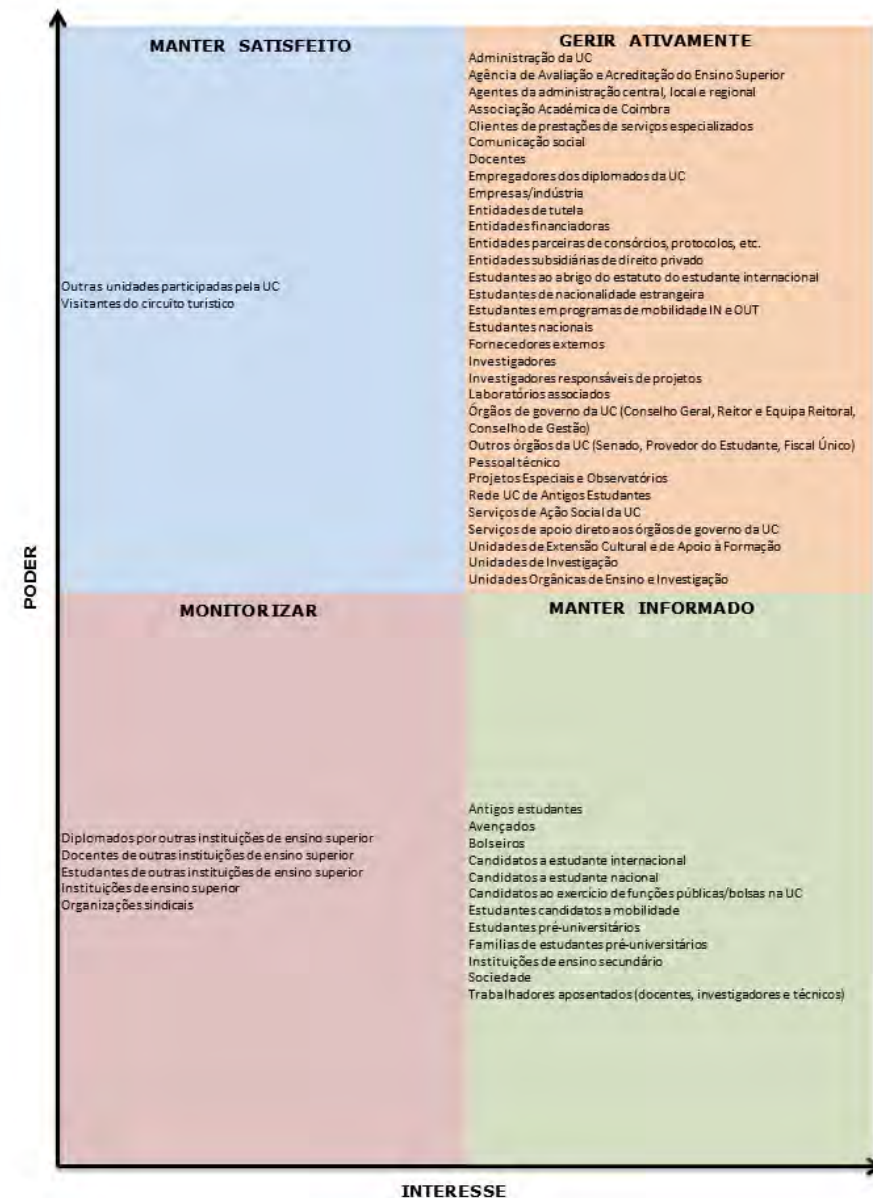 MANTER SATISFEITO
Outras unidades participadas pela UC
Visitantes do circuito turístico
GERIR ATIVAMENTE
Administração da UC
Agência de Avaliação e Acreditação do Ensino Superior
Agentes da administração central, local e regional
Associação Académica de Coimbra
Clientes de prestações de serviços especializados
Comunicação social
Docentes
Empregadores dos diplomados da UC
Empresas/indústria
Entidades de tutela
Entidades financiadoras
Entidades parceiras de consórcios, protocolos, etc.
Entidades subsidiárias de direito privado
Estudantes ao abrigo do estatuto do estudante internacional
Estudantes de nacionalidade estrangeira
Estudantes em programas de mobilidade IN e OUT
Estudantes nacionais
Fornecedores externos
Investigadores
Investigadores responsáveis de projetos
Laboratórios associados
Órgãos de governo da UC (Conselho Geral, Reitor e Equipa Reitoral,
Conselho de Gestão)
Outros órgãos da UC (Senado, Provedor do Estudante, Fiscal Único)
Pessoal técnico
Projetos Especiais e Observatórios
Rede UC de Antigos Estudantes
Serviços de Ação Social da UC
Serviços de apoio direto aos órgãos de governo da UC
Unidades de Extensão Cultural e de Apoio à Formação
Unidades de Investigação
Unidades Orgânicas de Ensino e Investigação
PODER
MONITORIZAR
Diplomados por outras instituições de ensino superior
Docentes de outras instituições de ensino superior
Estudantes de outras instituições de ensino superior
Instituições de ensino superior
Organizações sindicais
MANTER INFORMADO
Antigos estudantes
Avençados
Bolseiros
Candidatos a estudante internacional
Candidatos a estudante nacional
Candidatos ao exercício de funções públicas/bolsas na UC
Estudantes candidatos a mobilidade
Estudantes pré-universitários
Famílias de estudantes pré-universitários
Instituições de ensino secundário
Sociedade
Trabalhadores aposentados (docentes, investigadores e técnicos)
INTERESSE